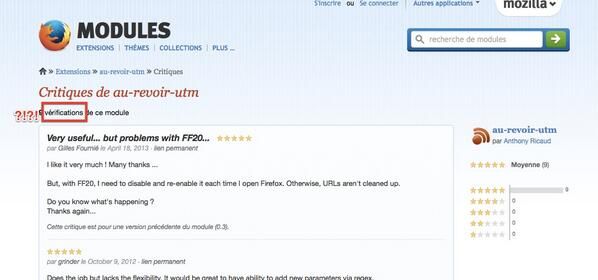 S'inscrire ou Se connecter Autres applications mozilla
MODULES
EXTENSIONS THÈMES COLLECTIONS PLUS ...
recherche de modules
Extensions » au-revoir-utm » Critiques
Critiques de au-revoir-utm
?!?! vérifications de ce module
Very useful... but problems with FF20...
par Gilles Fournié le April 18, 2013 · lien permanent
I like it very much ! Many thanks ...
But, with FF20, I need to disable and re-enable it each time I open Firefox. Otherwise, URLs aren't cleaned up.
Do you know what's happening ?
Thanks again...
Cette critique est pour une version précédente du module (0.3).
par grinder le October 9, 2012 · lien permanent
Does the job but lacks the flexibility. It would be great to have ability to add new parameters via regex.
au-revoir-utm
par Anthony Ricaud
Moyenne (9)
9
0
0
0
0